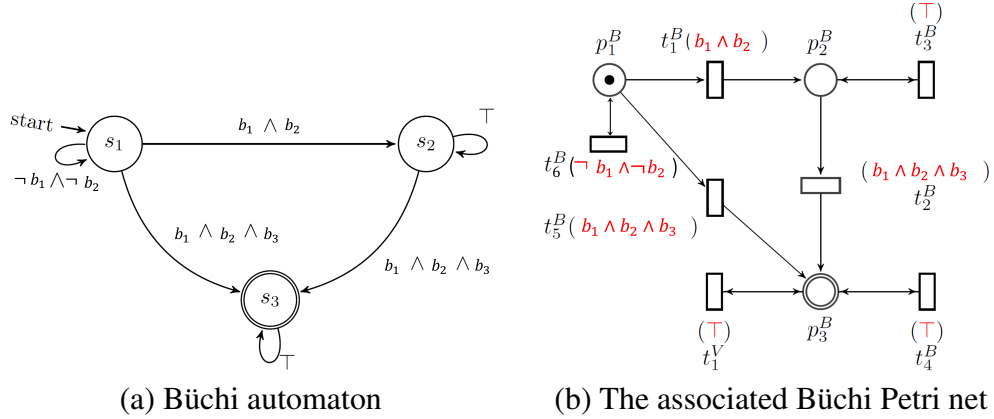 start
s₁
b₁ ∧ b₂
s₂
⊤
¬ b₁ ∧ ¬ b₂
b₁ ∧ b₂ ∧ b₃
b₁ ∧ b₂ ∧ b₃
s₃
⊤
(a) Büchi automaton
p₁ᴮ
t₁ᴮ( b₁ ∧ b₂ )
p₂ᴮ
(⊤)
t₃ᴮ
t₆ᴮ(¬ b₁ ∧ ¬ b₂)
( b₁ ∧ b₂ ∧ b₃ )
t₂ᴮ
t₅ᴮ( b₁ ∧ b₂ ∧ b₃ )
(⊤)
t₁ⱽ
p₃ᴮ
(⊤)
t₄ᴮ
(b) The associated Büchi Petri net